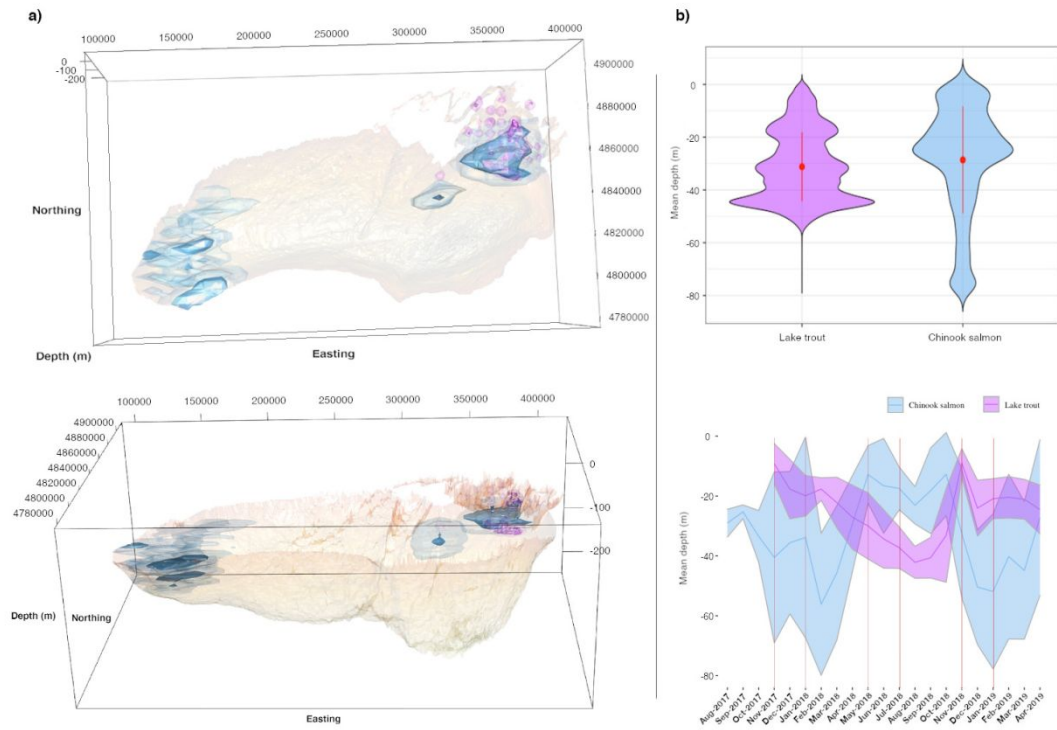 a)
100000 150000 200000 250000 300000 350000 400000
0
-100
-200
4900000
4880000
4860000
4840000
4820000
4800000
4780000
Northing
Depth (m)
Easting
100000 150000 200000 250000 300000 350000 400000
4900000
4880000
4860000
4840000
4820000
4800000
4780000
0
-100
-200
Depth (m)
Northing
Easting
b)
Mean depth (m)
0
-20
-40
-60
-80
Lake trout Chinook salmon
Chinook salmon Lake trout
Mean depth (m)
0
-20
-40
-60
-80
Aug-2017
Sep-2017
Oct-2017
Nov-2017
Dec-2017
Jan-2018
Feb-2018
Mar-2018
Apr-2018
May-2018
Jun-2018
Jul-2018
Aug-2018
Sep-2018
Oct-2018
Nov-2018
Dec-2018
Jan-2019
Feb-2019
Mar-2019
Apr-2019